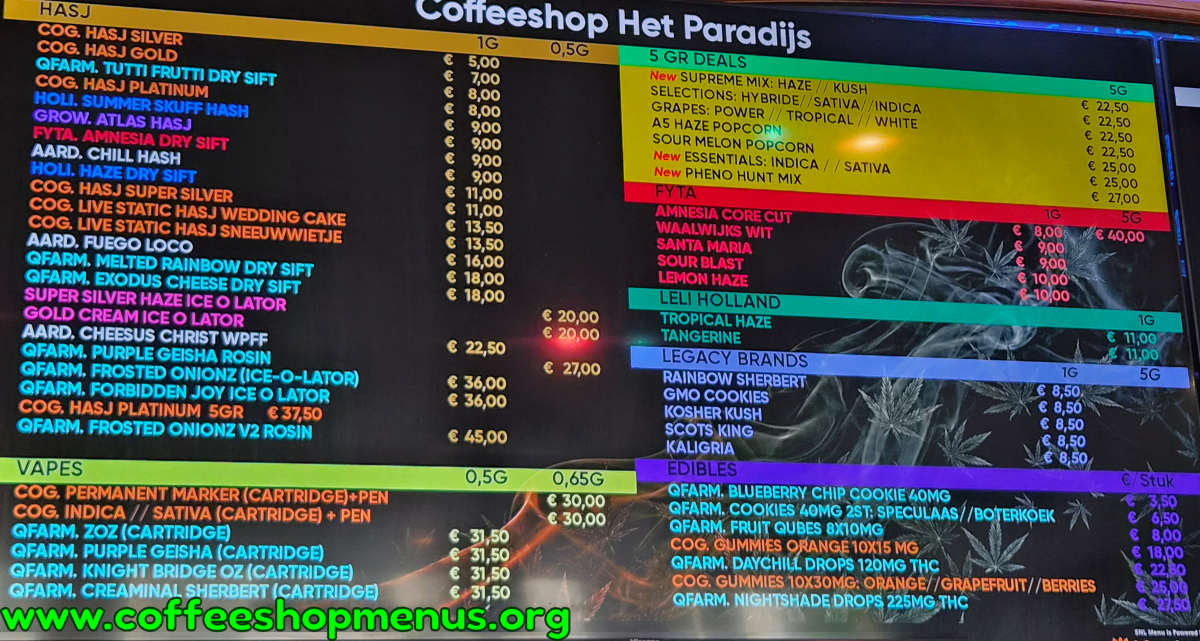 Coffeeshop Het Paradijs
HASJ 1G 0,5G
COG. HASJ SILVER € 5,00
COG. HASJ GOLD € 7,00
QFARM. TUTTI FRUTTI DRY SIFT € 8,00
COG. HASJ PLATINUM € 8,00
HOLI. SUMMER SKUFF HASH € 9,00
GROW. ATLAS HASJ € 9,00
FYTA. AMNESIA DRY SIFT € 9,00
AARD. CHILL HASH € 9,00
HOLI. HAZE DRY SIFT € 11,00
COG. HASJ SUPER SILVER € 11,00
COG. LIVE STATIC HASJ WEDDING CAKE € 13,50
COG. LIVE STATIC HASJ SNEEUWWIETJE € 13,50
AARD. FUEGO LOCO € 16,00
QFARM. MELTED RAINBOW DRY SIFT € 18,00
QFARM. EXODUS CHEESE DRY SIFT € 18,00
SUPER SILVER HAZE ICE O LATOR € 20,00
GOLD CREAM ICE O LATOR € 20,00
AARD. CHEESUS CHRIST WPFF € 22,50
QFARM. PURPLE GEISHA ROSIN € 27,00
QFARM. FROSTED ONIONZ (ICE-O-LATOR) € 36,00
QFARM. FORBIDDEN JOY ICE O LATOR € 36,00
COG. HASJ PLATINUM 5GR € 37,50
QFARM. FROSTED ONIONZ V2 ROSIN € 45,00
VAPES 0,5G 0,65G
COG. PERMANENT MARKER (CARTRIDGE)+PEN € 30,00
COG. INDICA // SATIVA (CARTRIDGE) + PEN € 30,00
QFARM. ZOZ (CARTRIDGE) € 31,50
QFARM. PURPLE GEISHA (CARTRIDGE) € 31,50
QFARM. KNIGHT BRIDGE OZ (CARTRIDGE) € 31,50
QFARM. CREAMINAL SHERBERT (CARTRIDGE) € 31,50
5 GR DEALS 5G
New SUPREME MIX: HAZE // KUSH € 22,50
SELECTIONS: HYBRIDE//SATIVA//INDICA € 22,50
GRAPES: POWER // TROPICAL // WHITE € 22,50
A5 HAZE POPCORN € 22,50
SOUR MELON POPCORN € 25,00
New ESSENTIALS: INDICA // SATIVA € 25,00
New PHENO HUNT MIX € 27,00
FYTA 1G 5G
AMNESIA CORE CUT € 8,00 € 40,00
WAALWIJKS WIT € 9,00
SANTA MARIA € 9,00
SOUR BLAST € 10,00
LEMON HAZE € 10,00
LELI HOLLAND 1G
TROPICAL HAZE € 11,00
TANGERINE € 11,00
LEGACY BRANDS 1G 5G
RAINBOW SHERBERT € 8,50
GMO COOKIES € 8,50
KOSHER KUSH € 8,50
SCOTS KING € 8,50
KALIGRIA € 8,50
EDIBLES €/Stuk
QFARM. BLUEBERRY CHIP COOKIE 40MG € 3,50
QFARM. COOKIES 40MG 2ST: SPECULAAS//BOTERKOEK € 6,50
QFARM. FRUIT QUBES 8X10MG € 8,00
COG. GUMMIES ORANGE 10X15 MG € 18,00
QFARM. DAYCHILL DROPS 120MG THC € 22,50
COG. GUMMIES 10X30MG: ORANGE//GRAPEFRUIT//BERRIES € 25,00
QFARM. NIGHTSHADE DROPS 225MG THC € 27,50
www.coffeeshopmenus.org